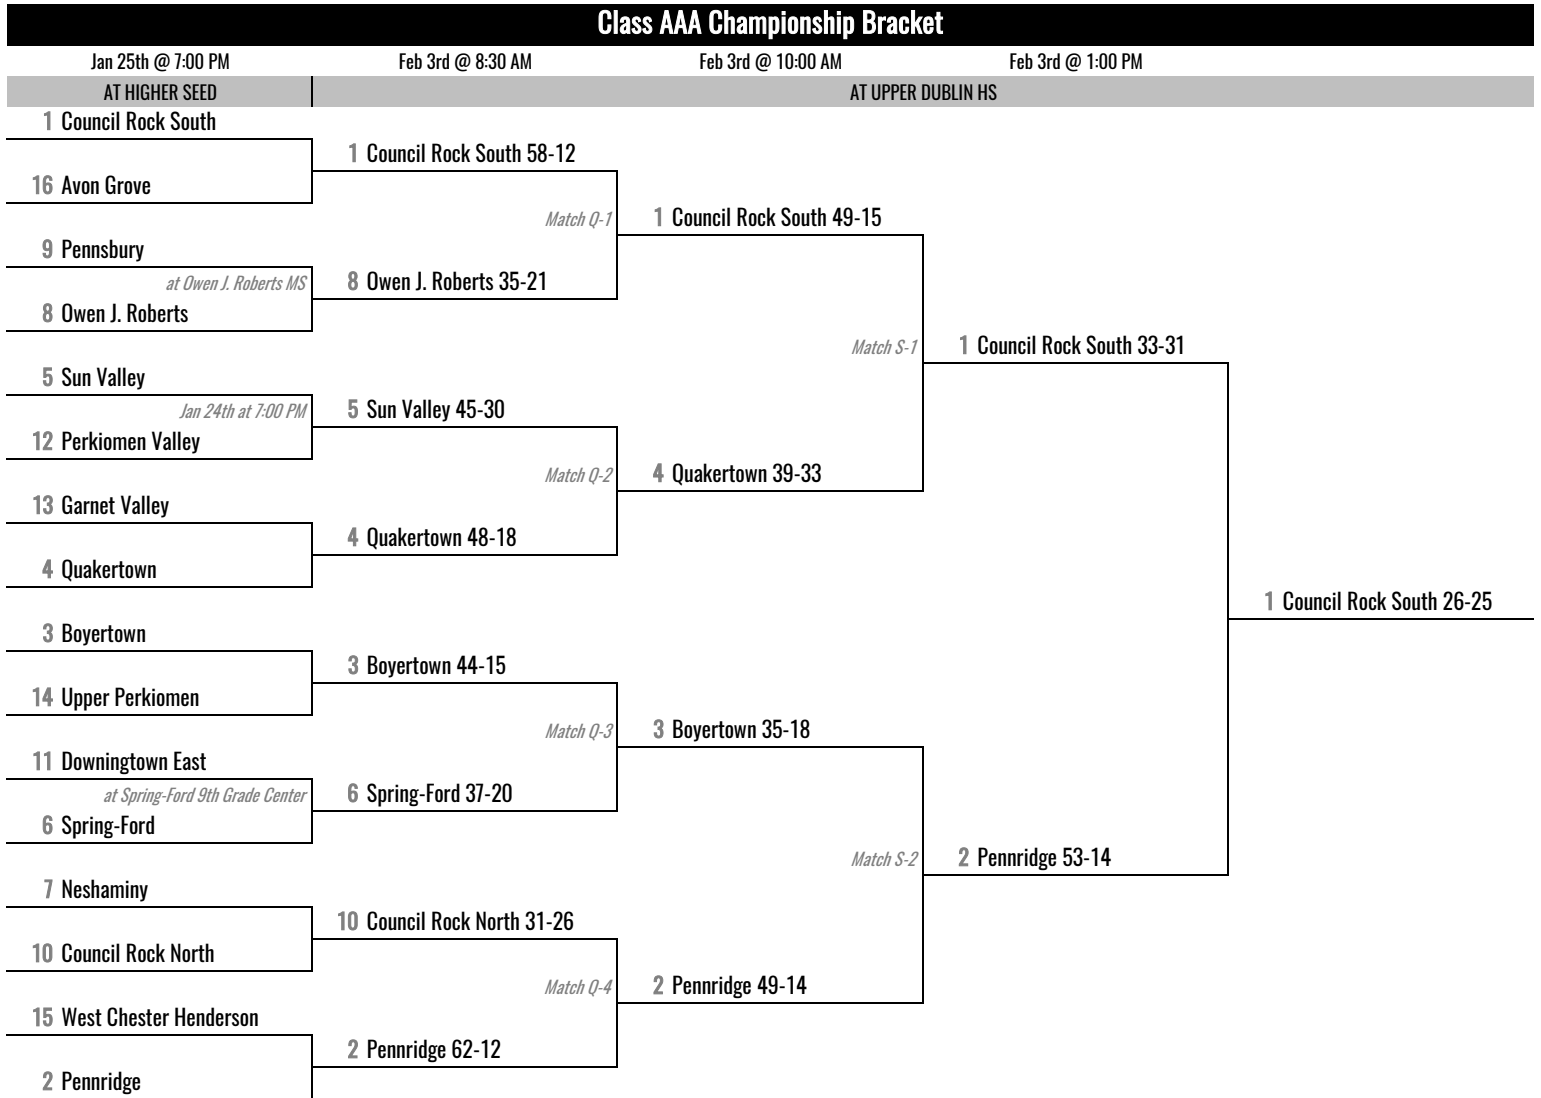 Class AAA Championship Bracket
Jan 25th @ 7:00 PM Feb 3rd @ 8:30 AM Feb 3rd @ 10:00 AM Feb 3rd @ 1:00 PM
AT HIGHER SEED AT UPPER DUBLIN HS
1 Council Rock South
1 Council Rock South 58-12
16 Avon Grove
Match Q-1 1 Council Rock South 49-15
9 Pennsbury
at Owen J. Roberts MS 8 Owen J. Roberts 35-21
8 Owen J. Roberts
Match S-1 1 Council Rock South 33-31
5 Sun Valley
Jan 24th at 7:00 PM 5 Sun Valley 45-30
12 Perkiomen Valley
Match Q-2 4 Quakertown 39-33
13 Garnet Valley
4 Quakertown 48-18
4 Quakertown
1 Council Rock South 26-25
3 Boyertown
3 Boyertown 44-15
14 Upper Perkiomen
Match Q-3 3 Boyertown 35-18
11 Downingtown East
at Spring-Ford 9th Grade Center 6 Spring-Ford 37-20
6 Spring-Ford
Match S-2 2 Pennridge 53-14
7 Neshaminy
10 Council Rock North 31-26
10 Council Rock North
Match Q-4 2 Pennridge 49-14
15 West Chester Henderson
2 Pennridge 62-12
2 Pennridge